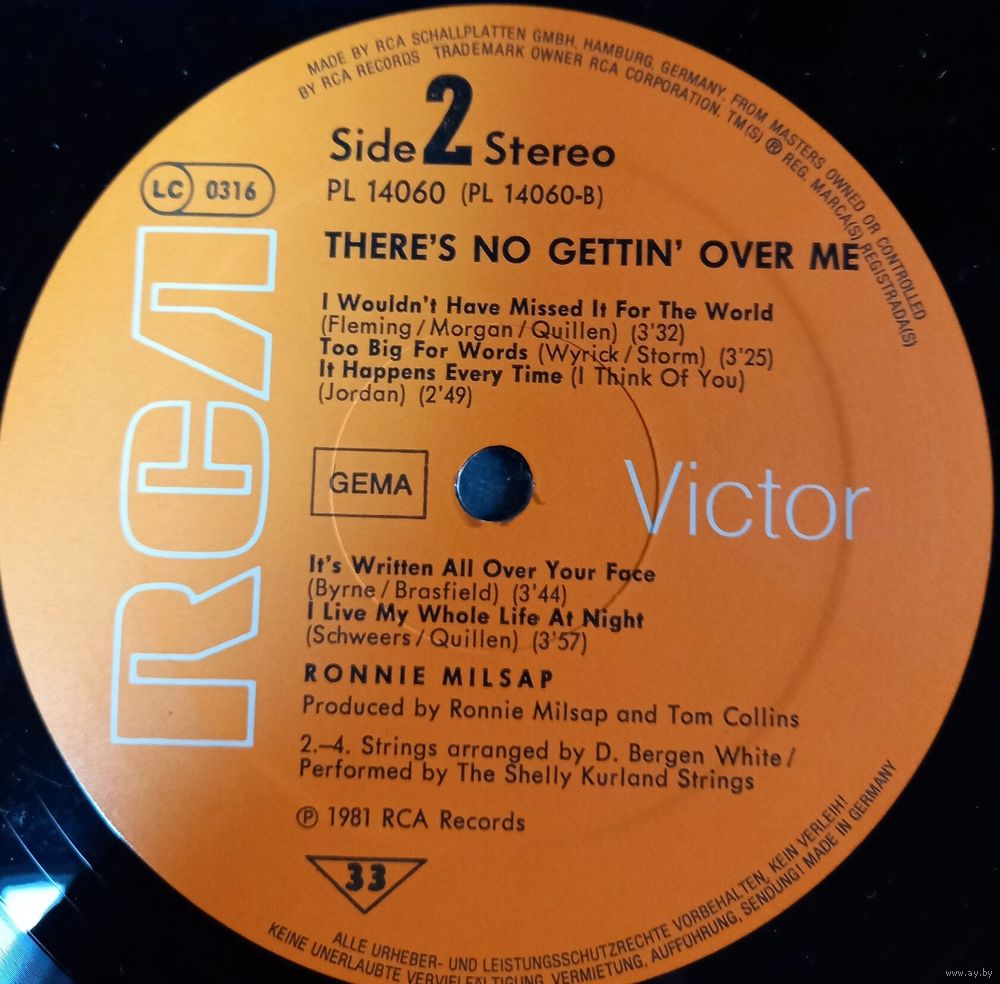 MADE BY RCA SCHALLPLATTEN GMBH, HAMBURG, GERMANY, FROM MASTERS OWNED OR CONTROLLED
BY RCA RECORDS TRADEMARK OWNER RCA CORPORATION. TM(S) ® REG. MARCA(S) REGISTRADA(S)
Side 2 Stereo
LC 0316
PL 14060 (PL 14060-B)
THERE'S NO GETTIN' OVER ME
I Wouldn't Have Missed It For The World
(Fleming/Morgan/Quillen) (3'32)
Too Big For Words (Wyrick/Storm) (3'25)
It Happens Every Time (I Think Of You)
(Jordan) (2'49)
RCA
GEMA
Victor
It's Written All Over Your Face
(Byrne/Brasfield) (3'44)
I Live My Whole Life At Night
(Schweers/Quillen) (3'57)
RONNIE MILSAP
Produced by Ronnie Milsap and Tom Collins
2.–4. Strings arranged by D. Bergen White/
Performed by The Shelly Kurland Strings
℗ 1981 RCA Records
33
ALLE URHEBER- UND LEISTUNGSSCHUTZRECHTE VORBEHALTEN, KEIN VERLEIH!
KEINE UNERLAUBTE VERVIELFÄLTIGUNG, VERMIETUNG, AUFFÜHRUNG, SENDUNG! MADE IN GERMANY
www.ay.by